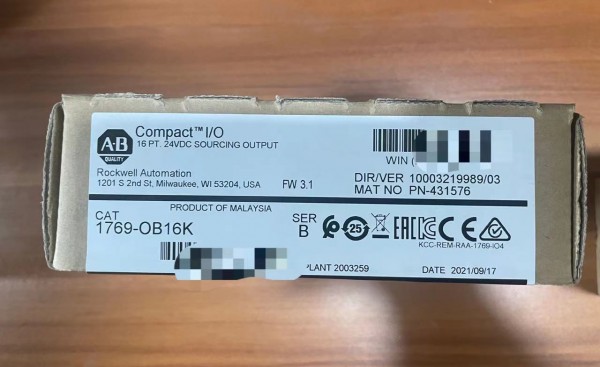 A-B
QUALITY
Compact™ I/O
16 PT. 24VDC SOURCING OUTPUT
Rockwell Automation
1201 S 2nd St, Milwaukee, WI 53204, USA
FW 3.1
WIN (
DIR/VER 10003219989/03
MAT NO PN-431576
PRODUCT OF MALAYSIA
CAT
1769-OB16K
SER
B
25
EAC
CE
KCC-REM-RAA-1769-IO4
PLANT 2003259
DATE 2021/09/17